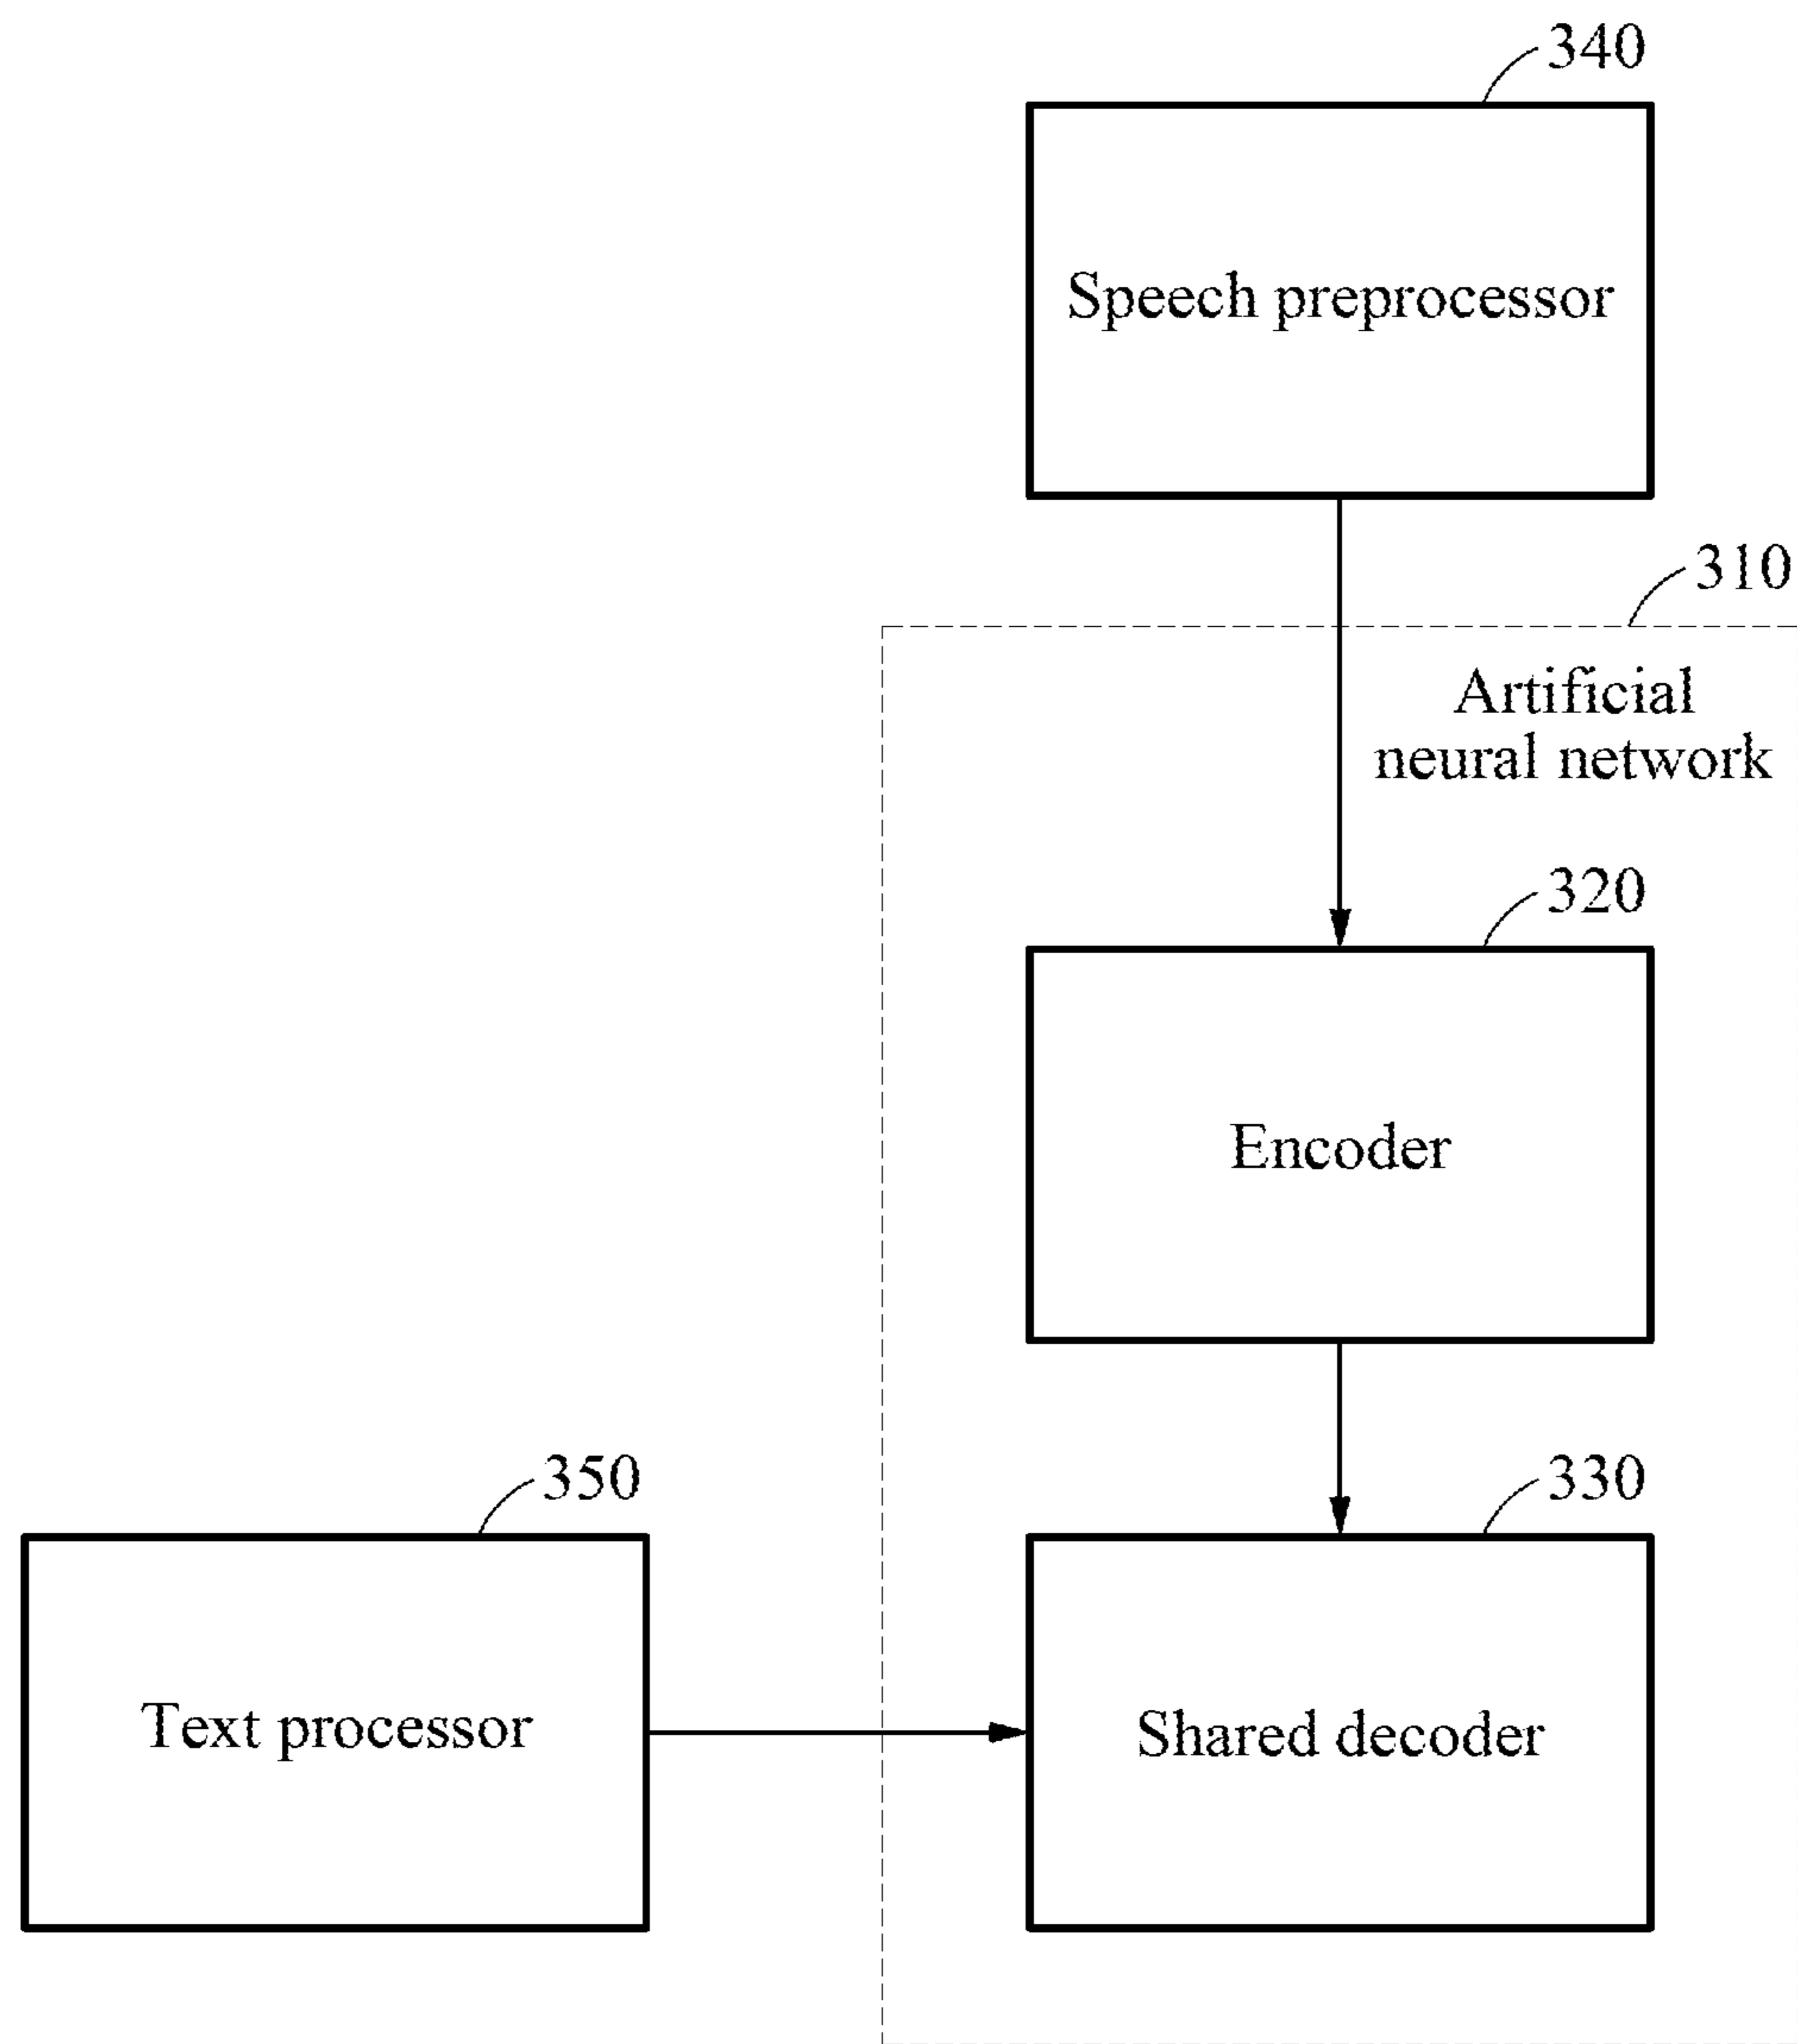 340
Speech preprocessor
310
Artificial
neural network
320
Encoder
350
330
Text processor
Shared decoder